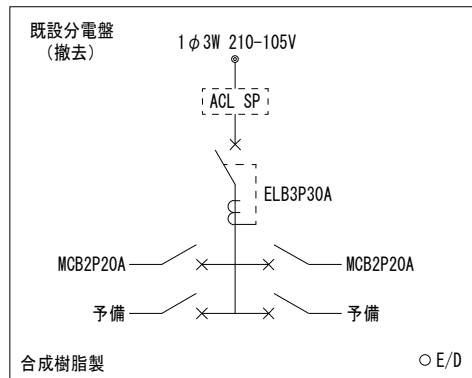 既設分電盤
（撤去）
1φ3W 210-105V
ACL SP
ELB3P30A
MCB2P20A
MCB2P20A
予備
予備
合成樹脂製
E/D